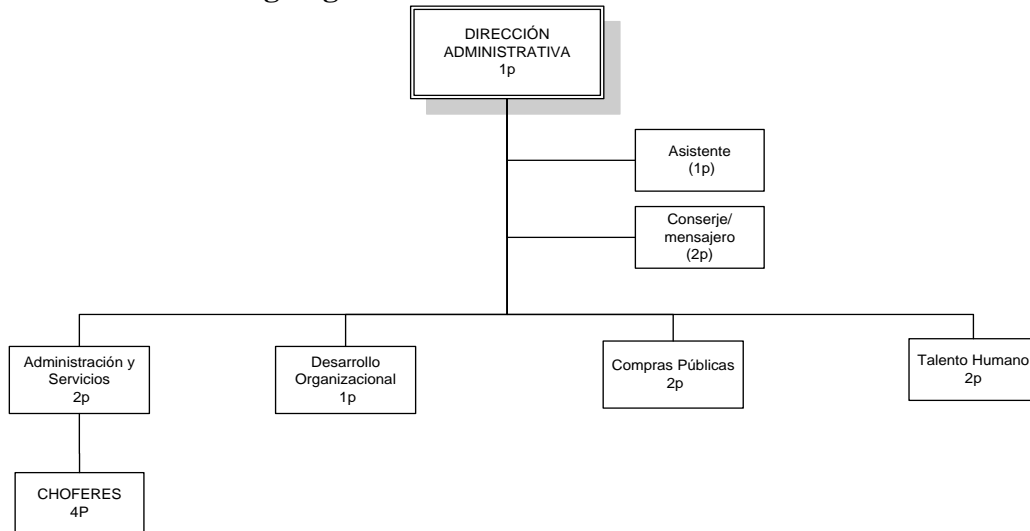 DIRECCIÓN
ADMINISTRATIVA
1p
Asistente
(1p)
Conserje/
mensajero
(2p)
Administración y
Servicios
2p
Desarrollo
Organizacional
1p
Compras Públicas
2p
Talento Humano
2p
CHOFERES
4P